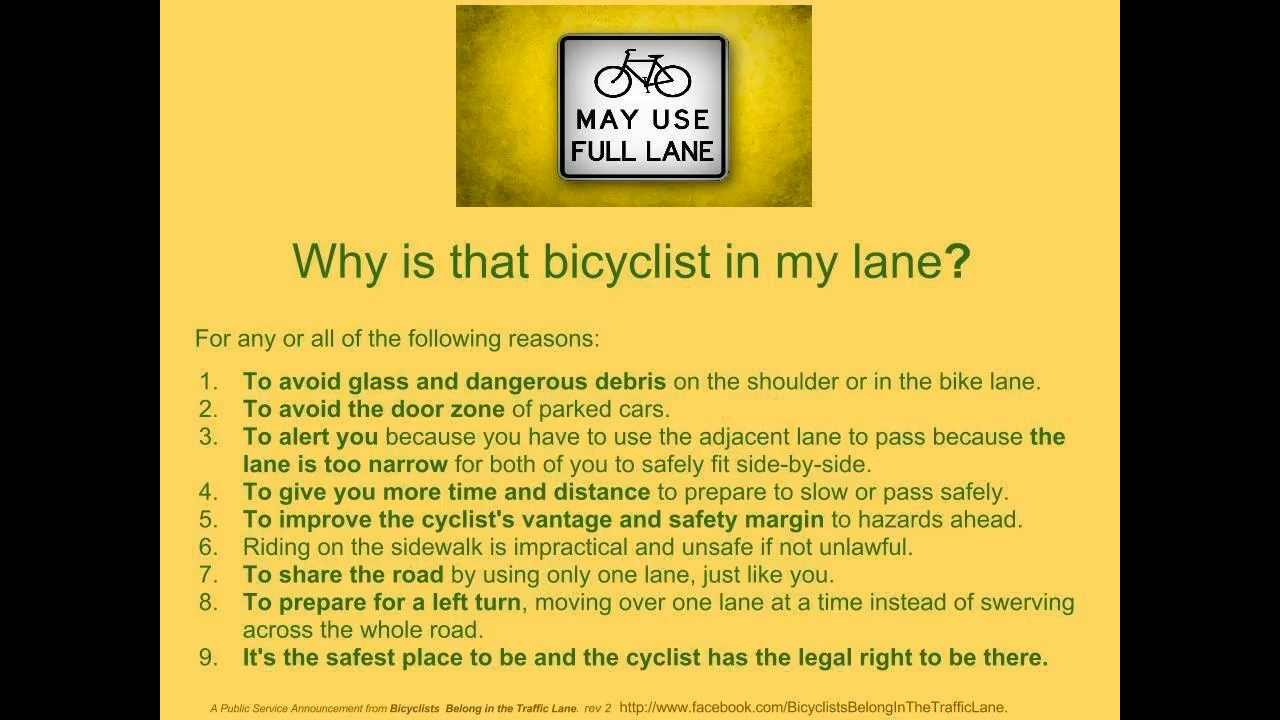 MAY USE
FULL LANE
Why is that bicyclist in my lane?
For any or all of the following reasons:
1. To avoid glass and dangerous debris on the shoulder or in the bike lane.
2. To avoid the door zone of parked cars.
3. To alert you because you have to use the adjacent lane to pass because the
lane is too narrow for both of you to safely fit side-by-side.
4. To give you more time and distance to prepare to slow or pass safely.
5. To improve the cyclist's vantage and safety margin to hazards ahead.
6. Riding on the sidewalk is impractical and unsafe if not unlawful.
7. To share the road by using only one lane, just like you.
8. To prepare for a left turn, moving over one lane at a time instead of swerving
across the whole road.
9. It's the safest place to be and the cyclist has the legal right to be there.
A Public Service Announcement from Bicyclists Belong in the Traffic Lane. rev 2 http://www.facebook.com/BicyclistsBelongInTheTrafficLane.